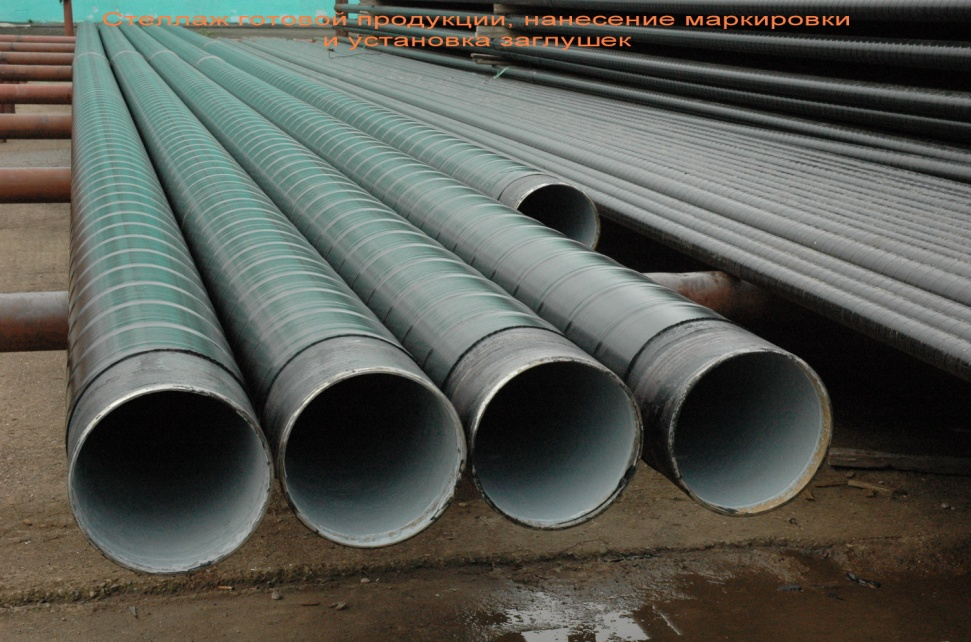 Стеллаж готовой продукции, нанесение маркировки
и установка заглушек